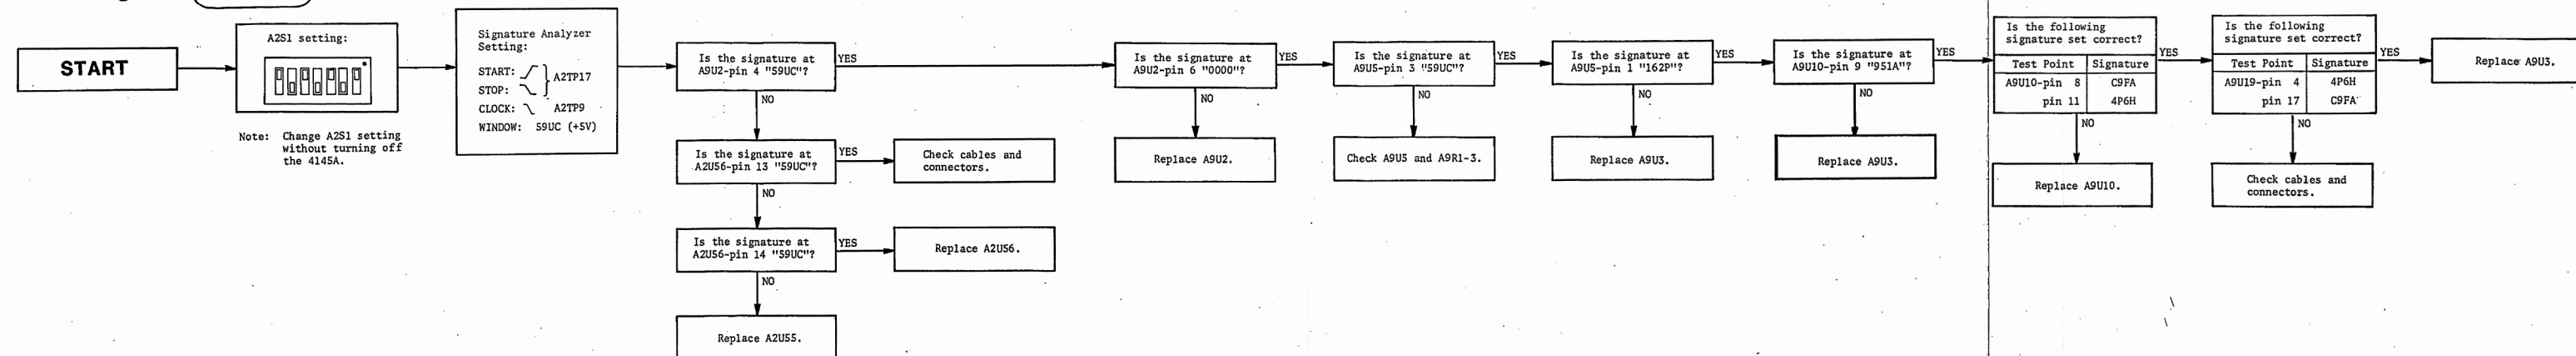 START
A2S1 setting:
Note: Change A2S1 setting
without turning off
the 4145A.
Signature Analyzer
Setting:
START:
STOP:
A2TP17
CLOCK: A2TP9
WINDOW: 59UC (+5V)
Is the signature at
A9U2-pin 4 "59UC"?
YES
NO
Is the signature at
A2U56-pin 13 "59UC"?
YES
Check cables and
connectors.
NO
Is the signature at
A2U56-pin 14 "59UC"?
YES
Replace A2U56.
NO
Replace A2U55.
Is the signature at
A9U2-pin 6 "0000"?
YES
NO
Replace A9U2.
Is the signature at
A9U5-pin 3 "59UC"?
YES
NO
Check A9U5 and A9R1-3.
Is the signature at
A9U5-pin 1 "162P"?
YES
NO
Replace A9U3.
Is the signature at
A9U10-pin 9 "951A"?
YES
NO
Replace A9U3.
Is the following
signature set correct?
Test Point Signature
A9U10-pin 8 C9FA
pin 11 4P6H
YES
NO
Replace A9U10.
Is the following
signature set correct?
Test Point Signature
A9U19-pin 4 4P6H
pin 17 C9FA
YES
NO
Check cables and
connectors.
Replace A9U3.